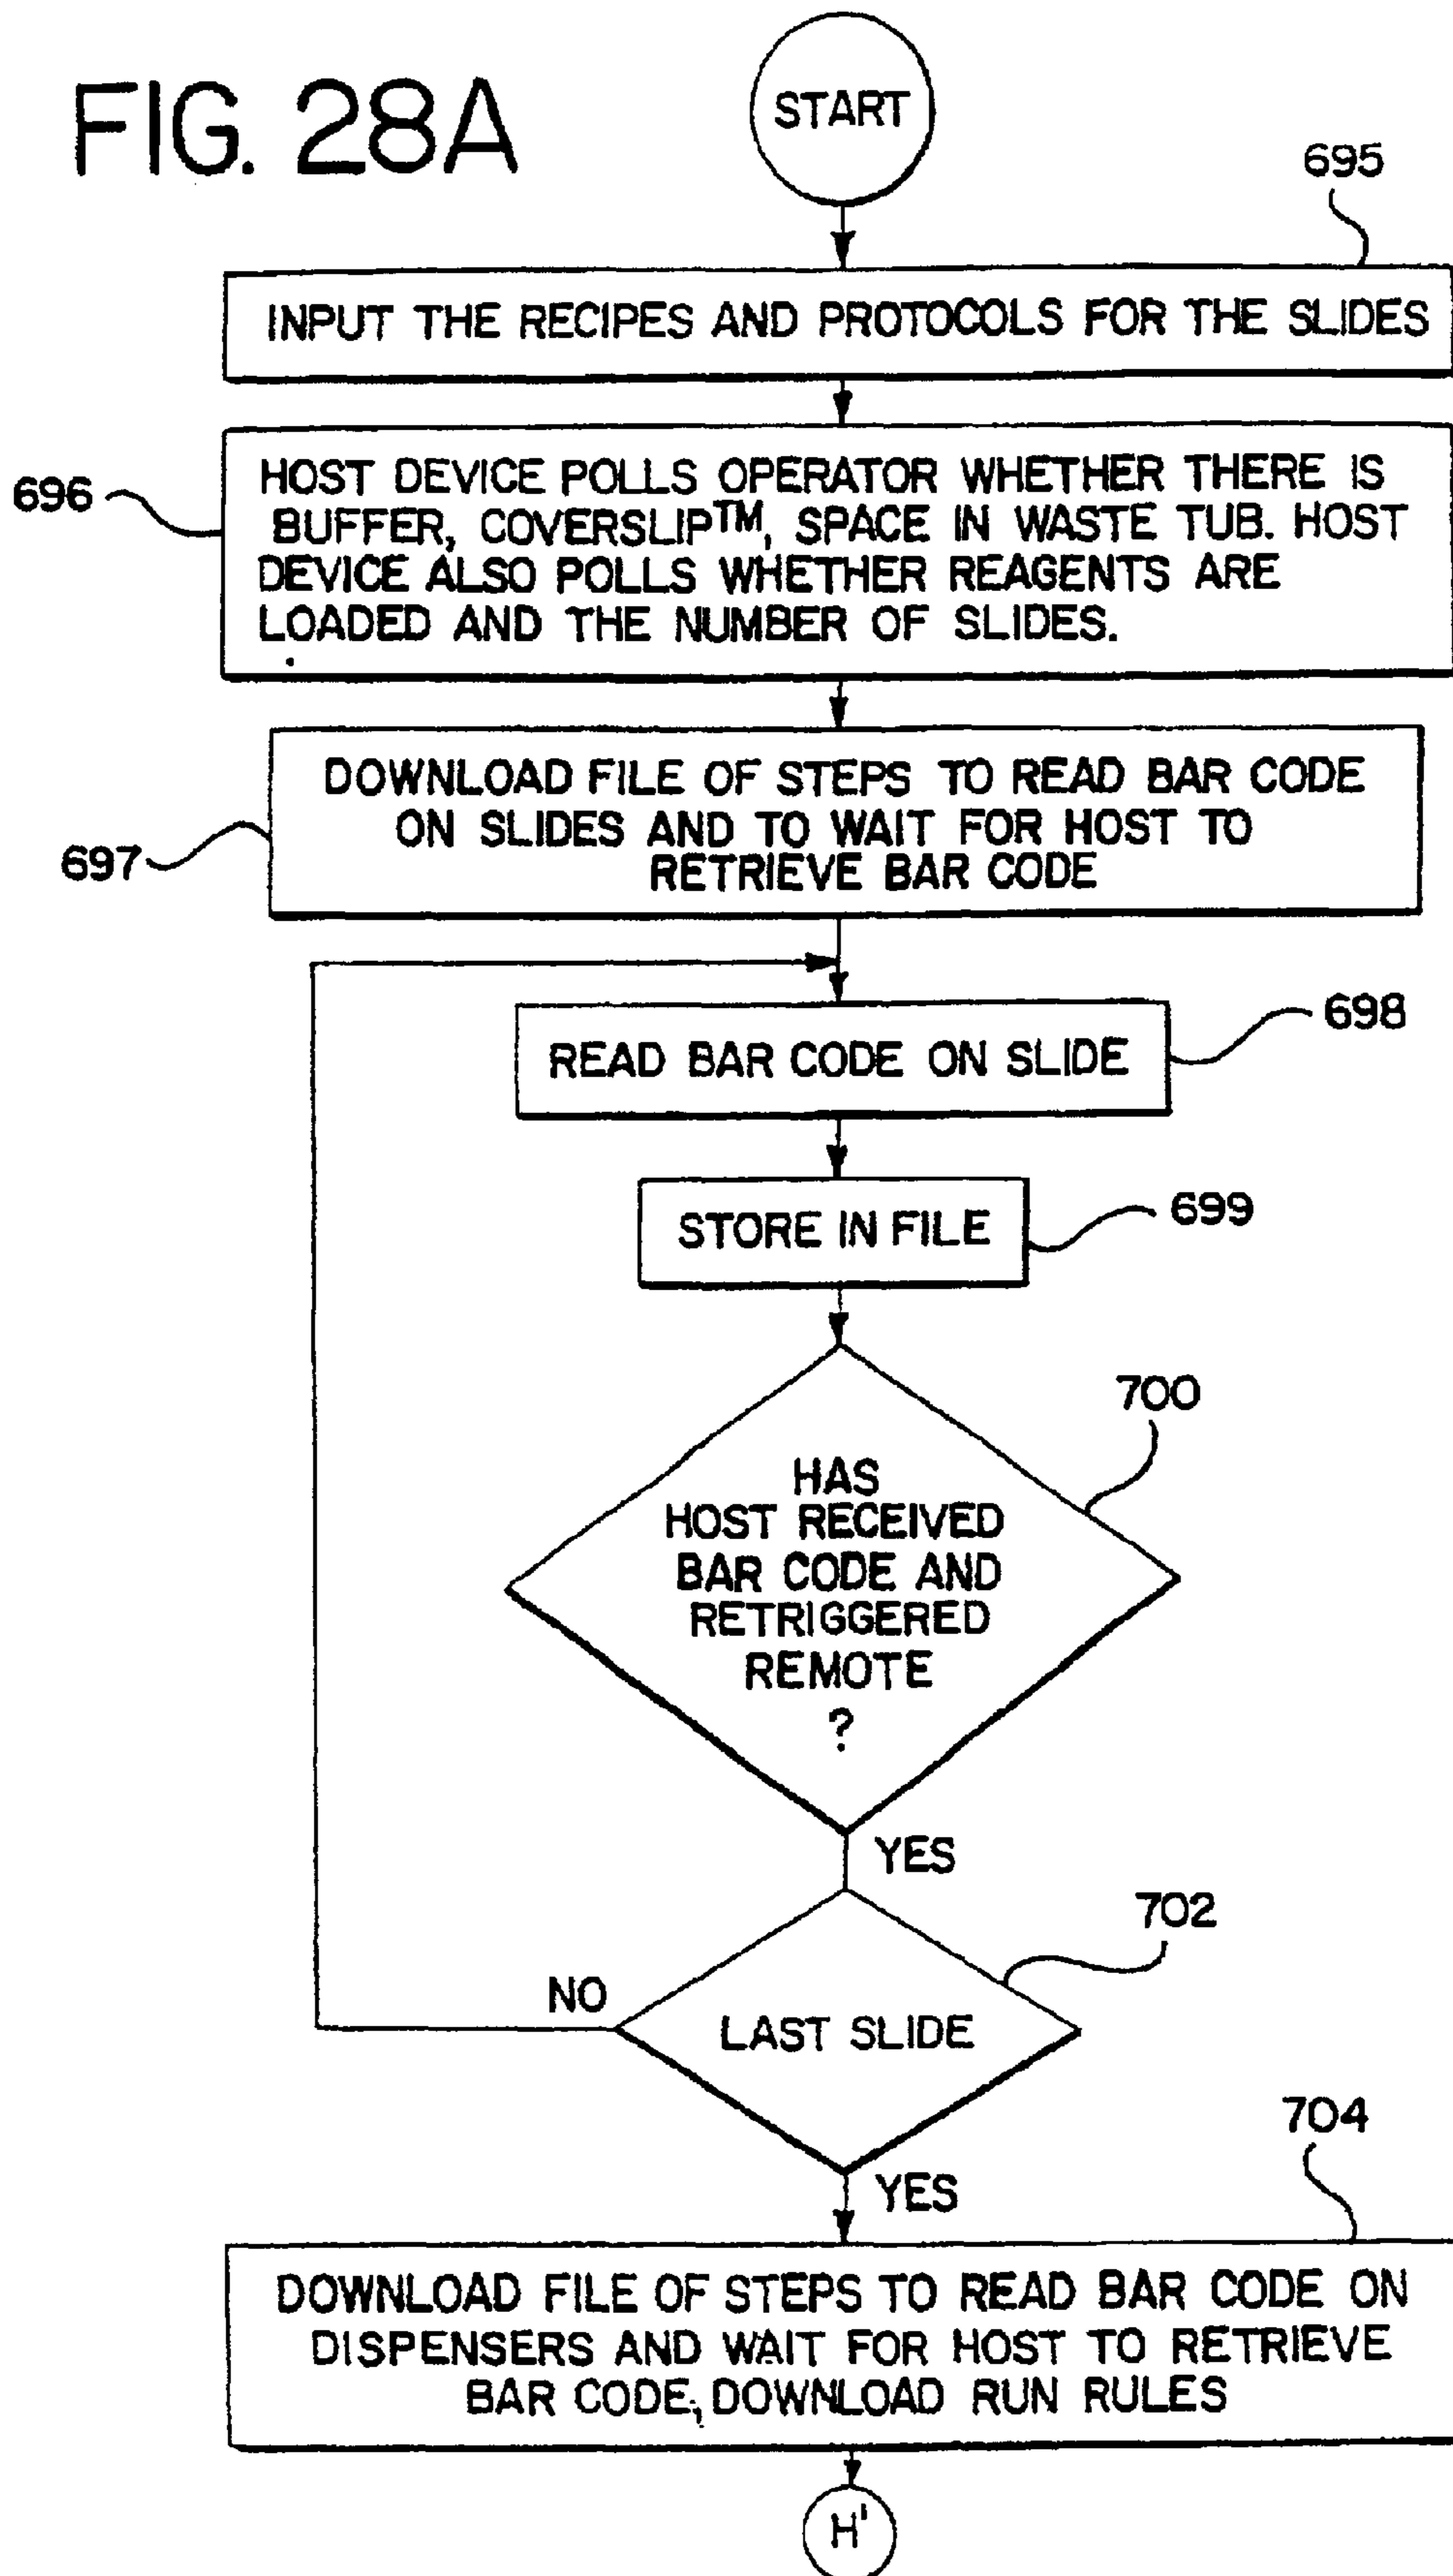 FIG. 28A
START
695
INPUT THE RECIPES AND PROTOCOLS FOR THE SLIDES
696
HOST DEVICE POLLS OPERATOR WHETHER THERE IS
BUFFER, COVERSLIP™, SPACE IN WASTE TUB. HOST
DEVICE ALSO POLLS WHETHER REAGENTS ARE
LOADED AND THE NUMBER OF SLIDES.
697
DOWNLOAD FILE OF STEPS TO READ BAR CODE
ON SLIDES AND TO WAIT FOR HOST TO
RETRIEVE BAR CODE
698
READ BAR CODE ON SLIDE
699
STORE IN FILE
700
HAS
HOST RECEIVED
BAR CODE AND
RETRIGGERED
REMOTE
?
YES
702
NO
LAST SLIDE
YES
704
DOWNLOAD FILE OF STEPS TO READ BAR CODE ON
DISPENSERS AND WAIT FOR HOST TO RETRIEVE
BAR CODE, DOWNLOAD RUN RULES
H'